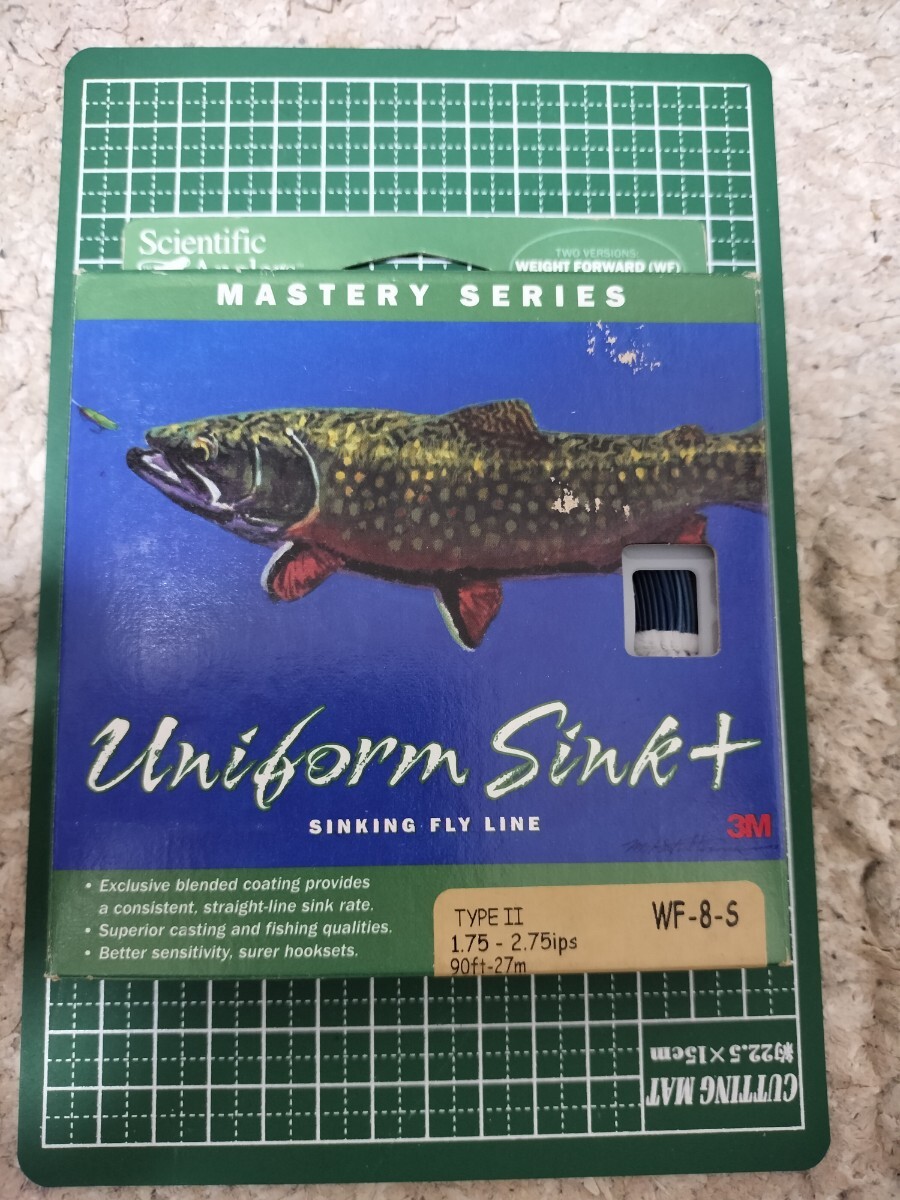 Scientific
Anglers
TWO VERSIONS:
WEIGHT FORWARD (WF)
MASTERY SERIES
Uniform Sink+
SINKING FLY LINE
3M
• Exclusive blended coating provides
a consistent, straight-line sink rate.
• Superior casting and fishing qualities.
• Better sensitivity, surer hooksets.
TYPE II
WF-8-S
1.75 - 2.75ips
90ft-27m
CUTTING MAT
約22.5×15cm